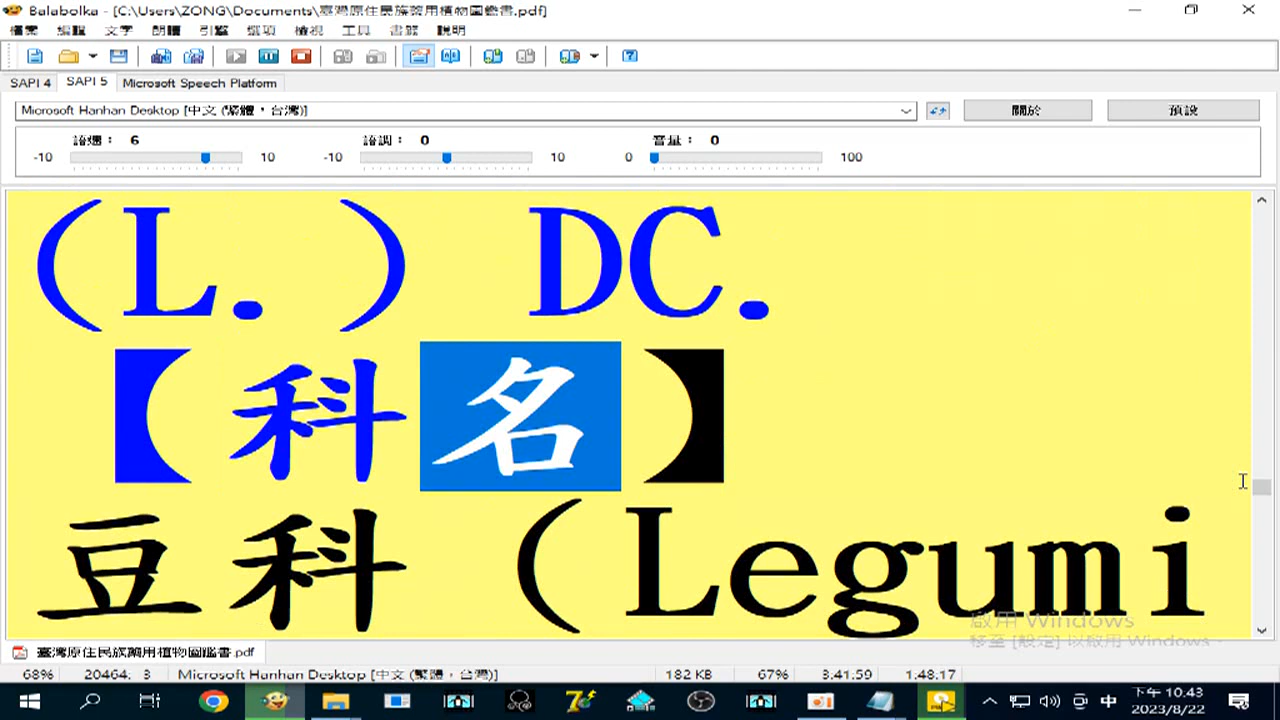 Balabolka - [C:\Users\ZONG\Documents\臺灣原住民族藥用植物圖鑑書.pdf]
檔案 編輯 文字 朗讀 引擎 選項 檢視 工具 書籤 說明
SAPI 4 SAPI 5 Microsoft Speech Platform
Microsoft Hanhan Desktop [中文 (繁體，台灣)] 關於 預設
語速： 6 語調： 0 音量： 0
-10 10 -10 10 0 100
(L.) DC.
【科名】
豆科 (Legumi
啟用 Windows
移至 [設定] 以啟用 Windows。
臺灣原住民族藥用植物圖鑑書.pdf
68% 20464: 3 Microsoft Hanhan Desktop [中文 (繁體，台灣)] 182 KB 67% 3.41.59 1.48.17
中 下午 10:43
2023/8/22